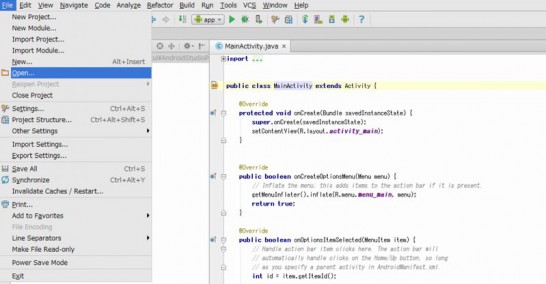 File Edit View Navigate Code Analyze Refactor Build Run Tools VCS Window Help
New Project...
New Module...
Import Project...
Import Module...
New... Alt+Insert
Open...
Reopen Project
Close Project
Settings... Ctrl+Alt+S
Project Structure... Ctrl+Alt+Shift+S
Other Settings
Import Settings...
Export Settings...
Save All Ctrl+S
Synchronize Ctrl+Alt+Y
Invalidate Caches / Restart...
Print...
Add to Favorites
File Encoding
Line Separators
Make File Read-only
Power Save Mode
Exit
app
MainActivity.java
import ...
public class MainActivity extends Activity {
@Override
protected void onCreate(Bundle savedInstanceState) {
super.onCreate(savedInstanceState);
setContentView(R.layout.activity_main);
}
@Override
public boolean onCreateOptionsMenu(Menu menu) {
// Inflate the menu; this adds items to the action bar if it is present.
getMenuInflater().inflate(R.menu.menu_main, menu);
return true;
}
@Override
public boolean onOptionsItemSelected(MenuItem item) {
// Handle action bar item clicks here. The action bar will
// automatically handle clicks on the Home/Up button, so long
// as you specify a parent activity in AndroidManifest.xml.
int id = item.getItemId();